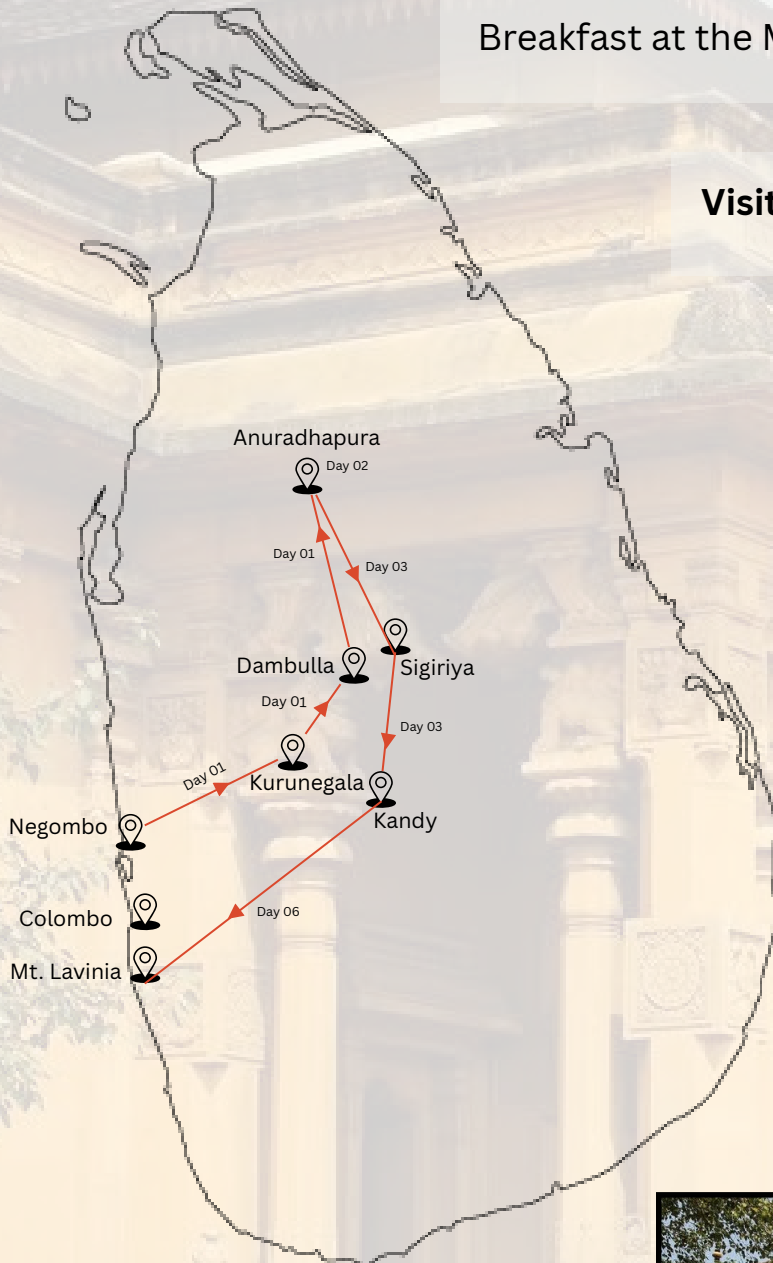 Breakfast at the M
Visit
Anuradhapura
Day 02
Day 01
Day 03
Dambulla
Sigiriya
Day 01
Day 03
Day 01
Kurunegala
Negombo
Kandy
Colombo
Day 06
Mt. Lavinia